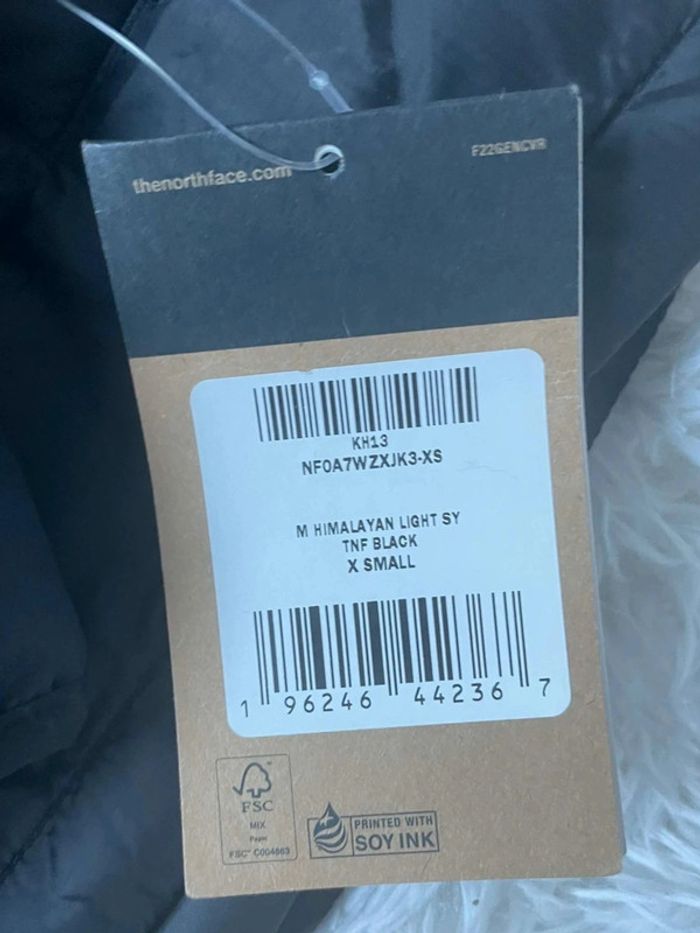 thenorthface.com
F22GENCVR
KH13
NF0A7WZXJK3-XS
M HIMALAYAN LIGHT SY
TNF BLACK
X SMALL
1 96246 44236 7
FSC
MIX
Paper
FSC™ C004663
PRINTED WITH
SOY INK